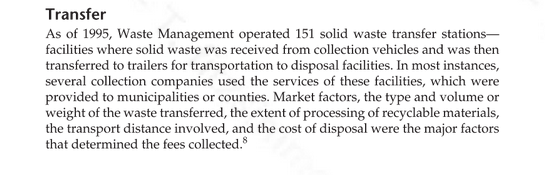 Transfer
As of 1995, Waste Management operated 151 solid waste transfer stations—
facilities where solid waste was received from collection vehicles and was then
transferred to trailers for transportation to disposal facilities. In most instances,
several collection companies used the services of these facilities, which were
provided to municipalities or counties. Market factors, the type and volume or
weight of the waste transferred, the extent of processing of recyclable materials,
the transport distance involved, and the cost of disposal were the major factors
that determined the fees collected.8